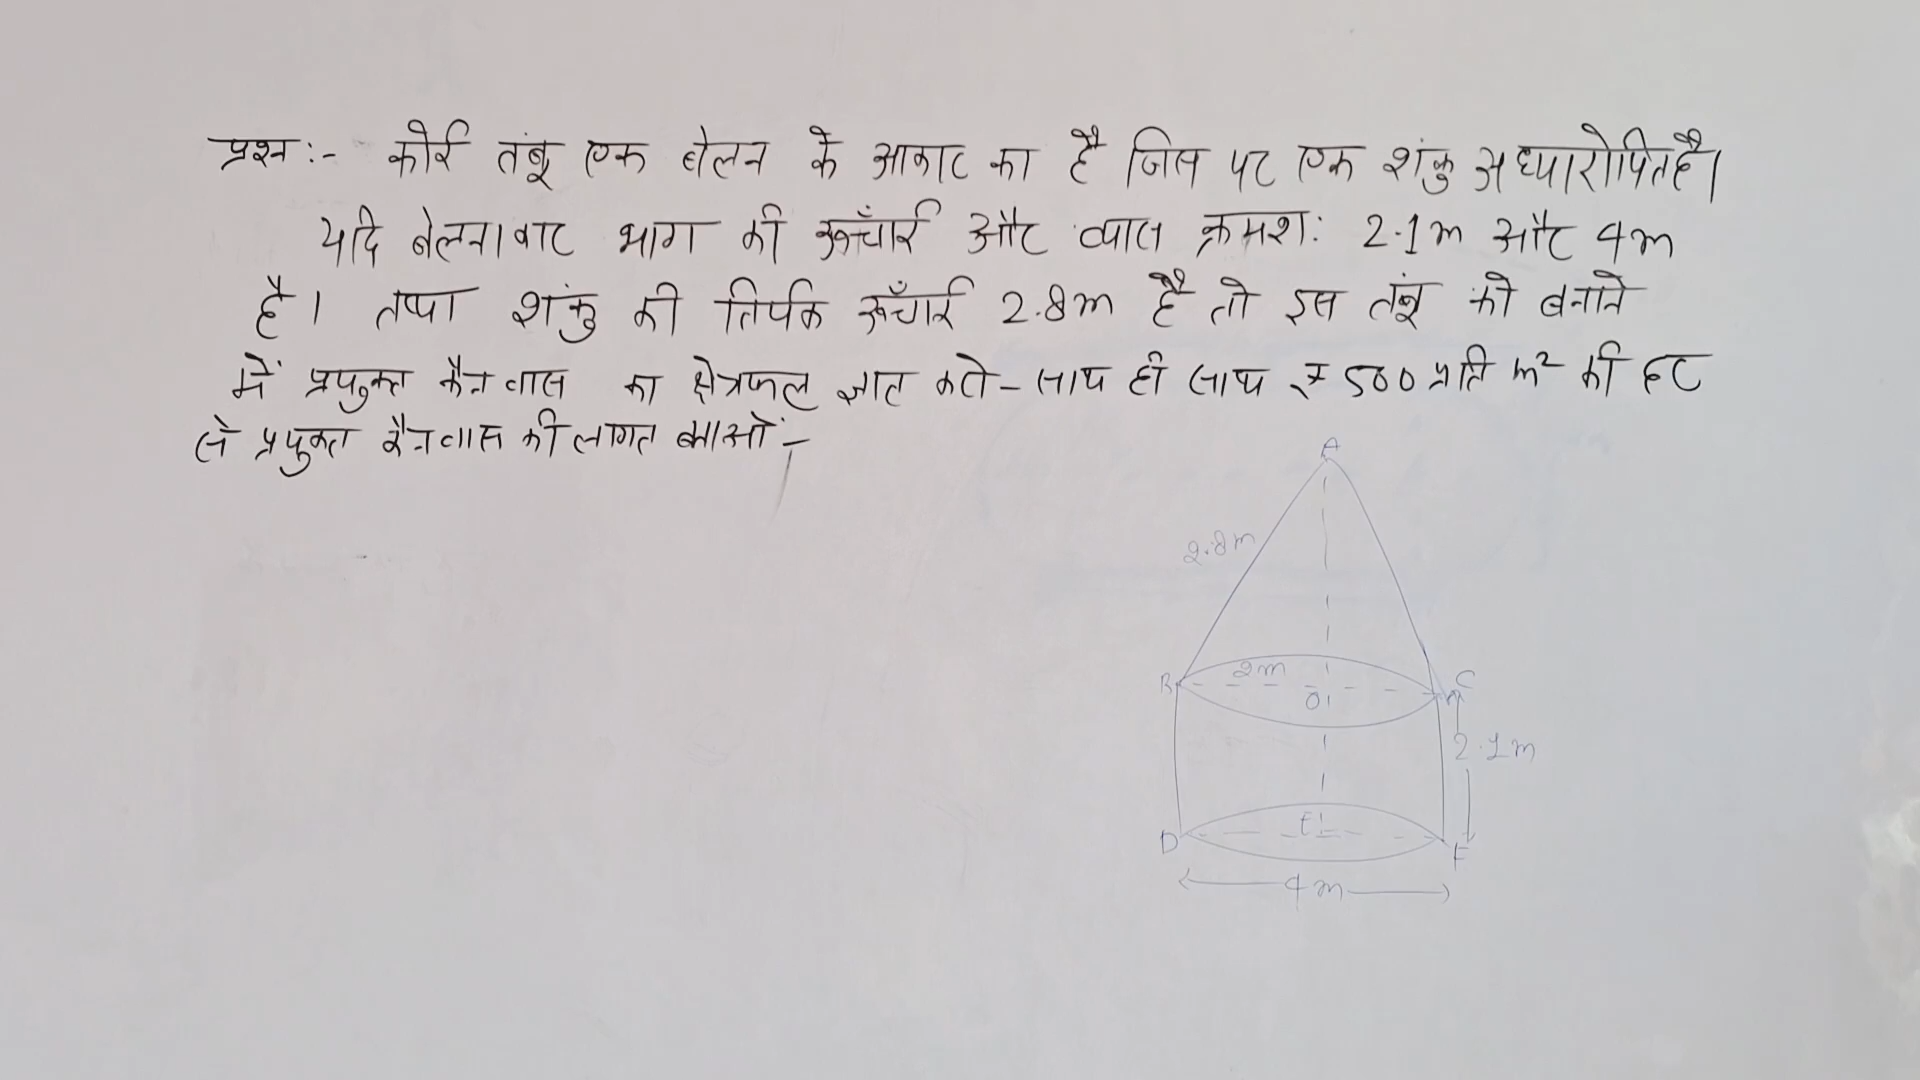 प्रश्न :- कोई तंबू एक बेलन के आकार का है जिस पर एक शंकु अध्यारोपित है।
यदि बेलनाकार भाग की ऊँचाई और व्यास क्रमश: 2.1m और 4m
है। तथा शंकु की तिर्यक ऊँचाई 2.8m है तो इस तंबू को बनाने
में प्रयुक्त कैनवास का क्षेत्रफल ज्ञात करो- साथ ही साथ ₹ 500 प्रति m² की दर
से प्रयुक्त कैनवास की लागत बताओं:-
A
2.8m
B 2m O C
2.1m
D E F
4m